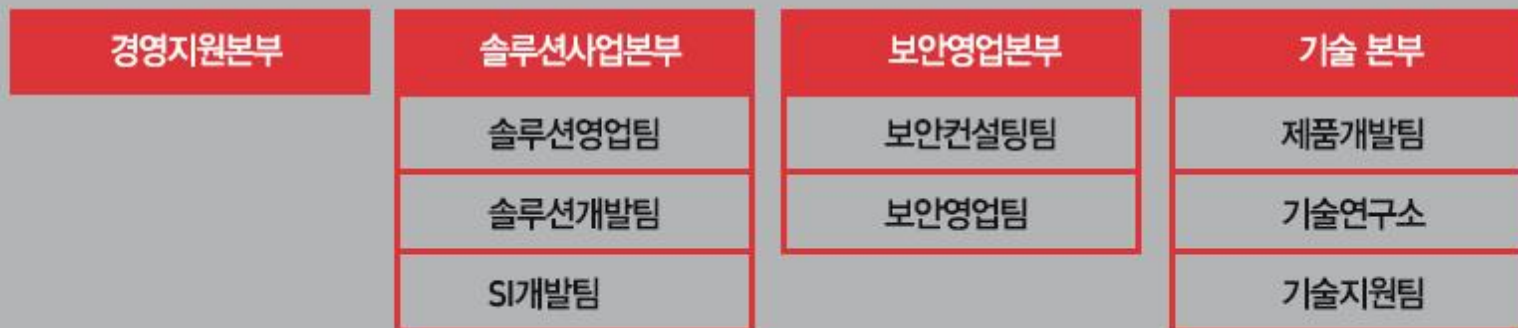 경영지원본부
솔루션사업본부
솔루션영업팀
솔루션개발팀
SI개발팀
보안영업본부
보안컨설팅팀
보안영업팀
기술 본부
제품개발팀
기술연구소
기술지원팀